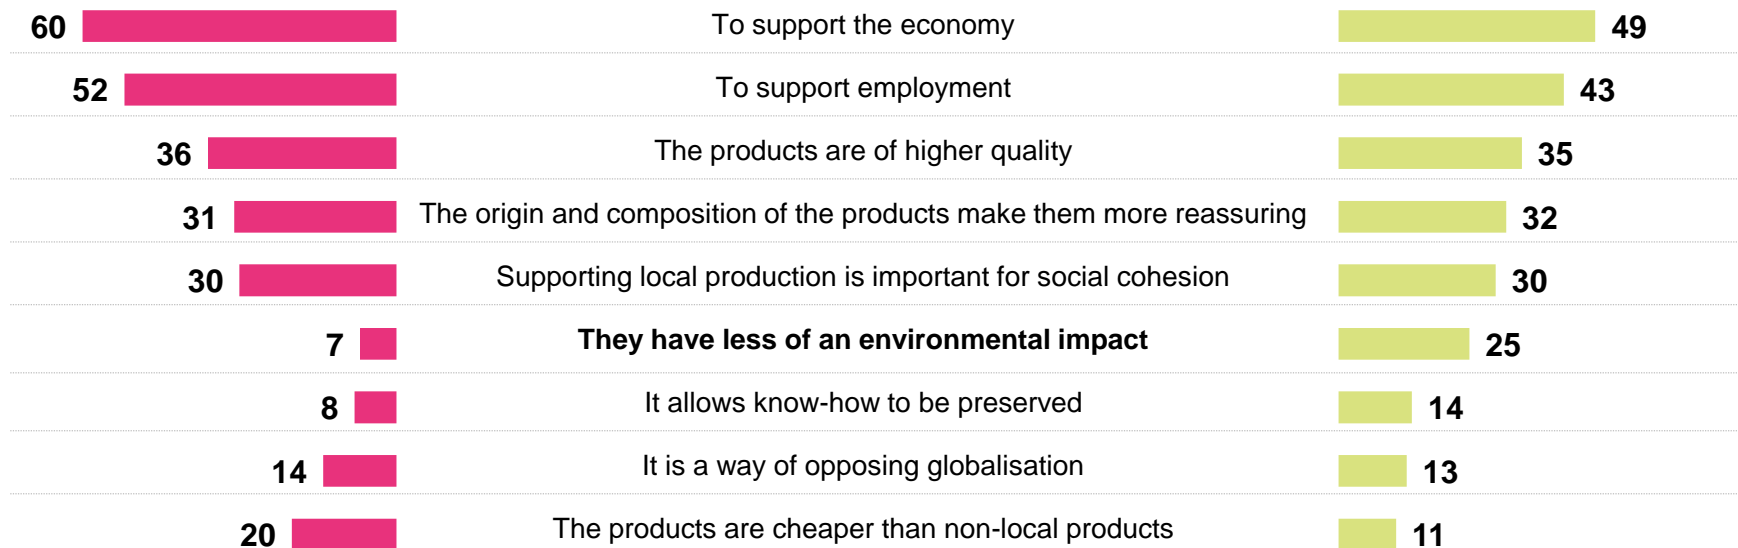 60 To support the economy 49
52 To support employment 43
36 The products are of higher quality 35
31 The origin and composition of the products make them more reassuring 32
30 Supporting local production is important for social cohesion 30
7 They have less of an environmental impact 25
8 It allows know-how to be preserved 14
14 It is a way of opposing globalisation 13
20 The products are cheaper than non-local products 11